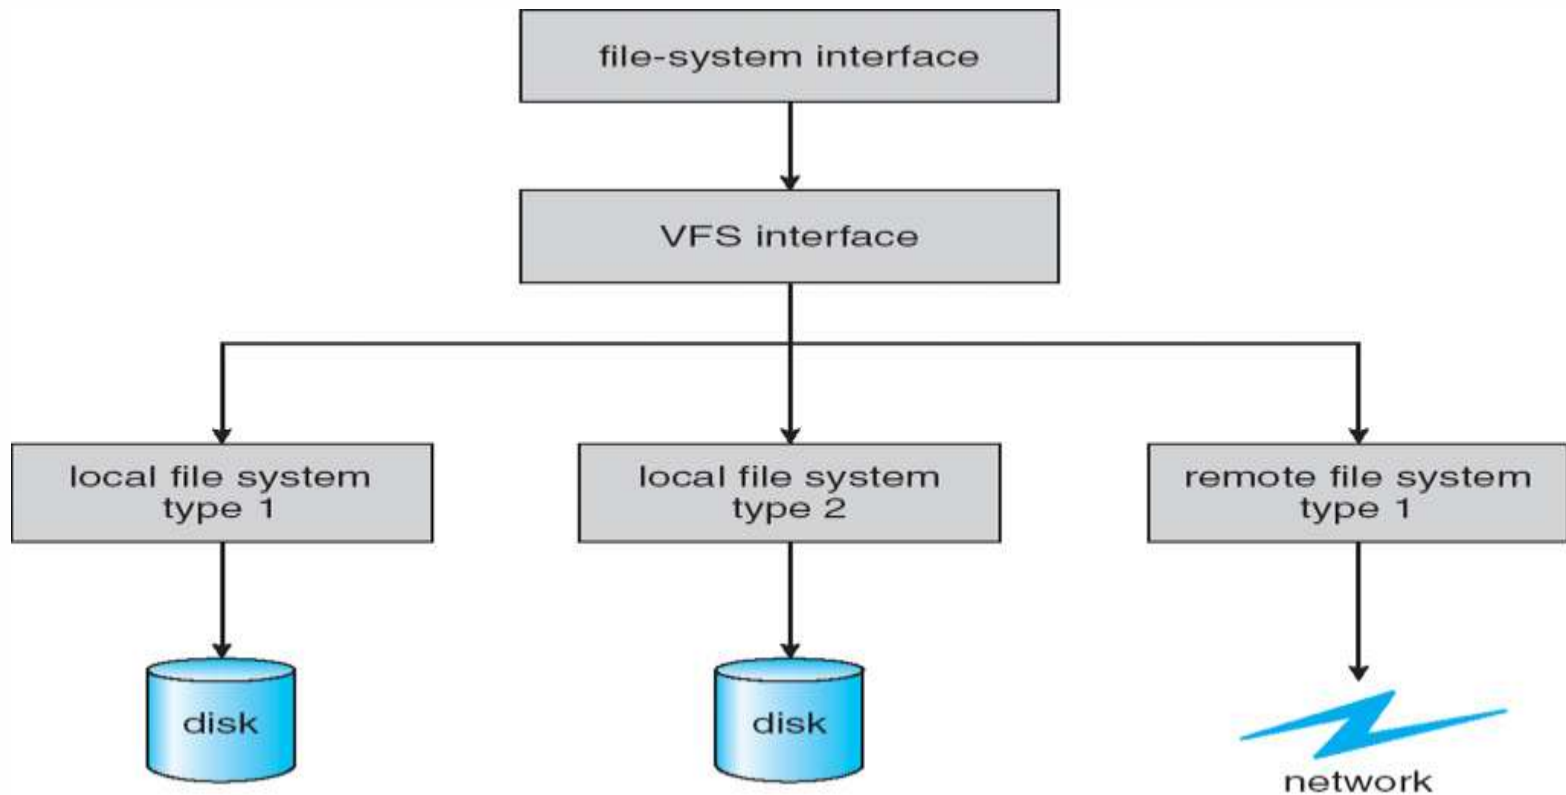 file-system interface
VFS interface
local file system
type 1
local file system
type 2
remote file system
type 1
disk
disk
network